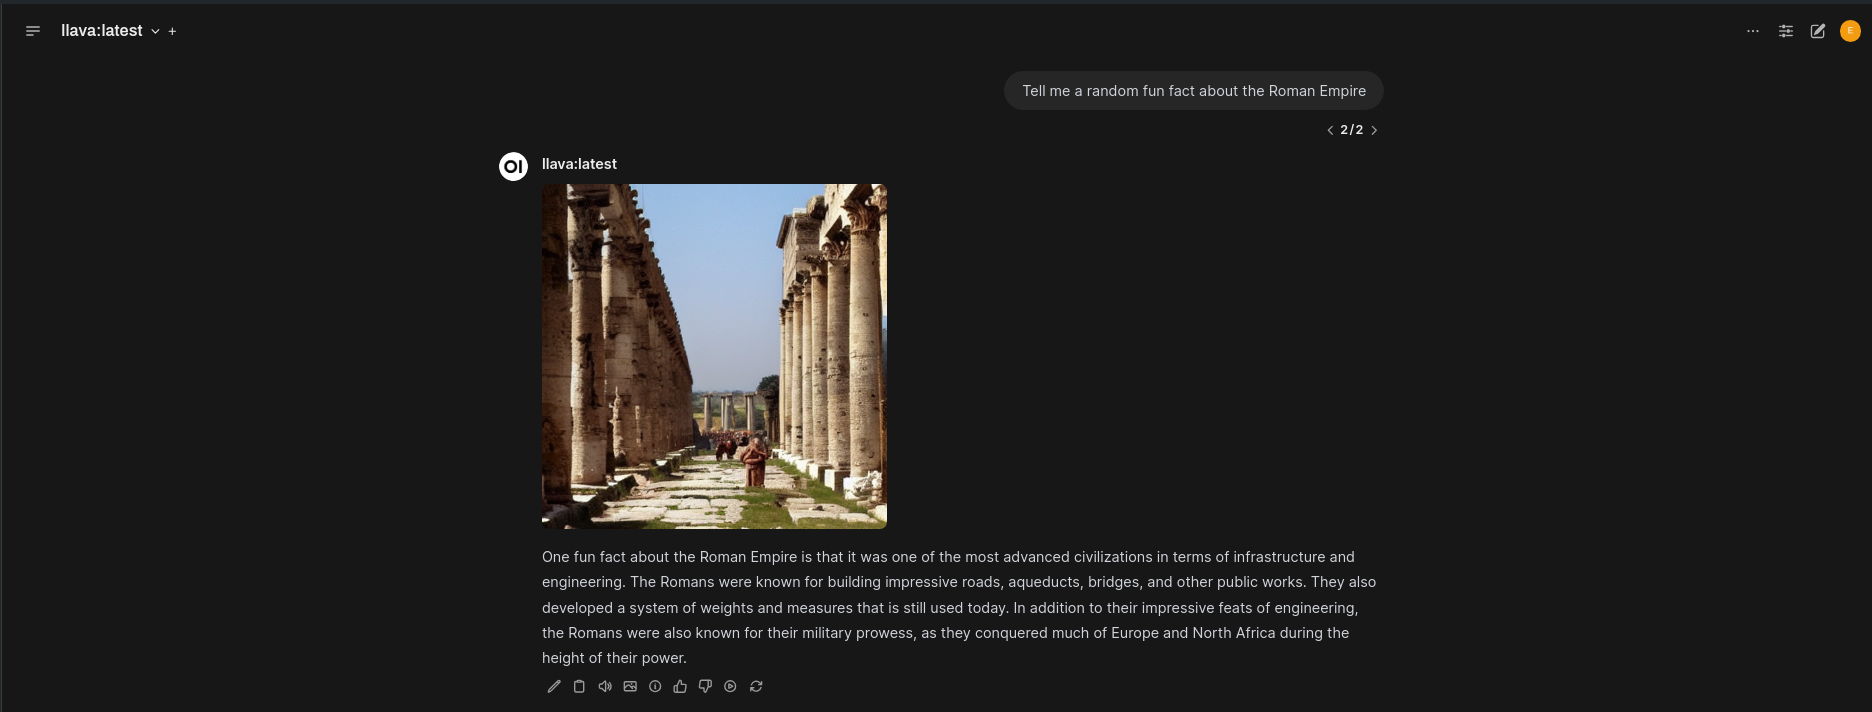 llava:latest
E
Tell me a random fun fact about the Roman Empire
2/2
OI
llava:latest
One fun fact about the Roman Empire is that it was one of the most advanced civilizations in terms of infrastructure and
engineering. The Romans were known for building impressive roads, aqueducts, bridges, and other public works. They also
developed a system of weights and measures that is still used today. In addition to their impressive feats of engineering,
the Romans were also known for their military prowess, as they conquered much of Europe and North Africa during the
height of their power.